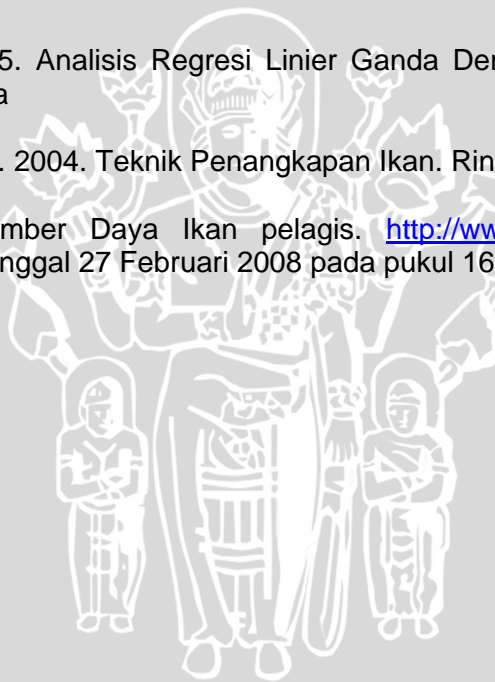 5. Analisis Regresi Linier Ganda Der
a
. 2004. Teknik Penangkapan Ikan. Rin
mber Daya Ikan pelagis. http://ww
nggal 27 Februari 2008 pada pukul 16